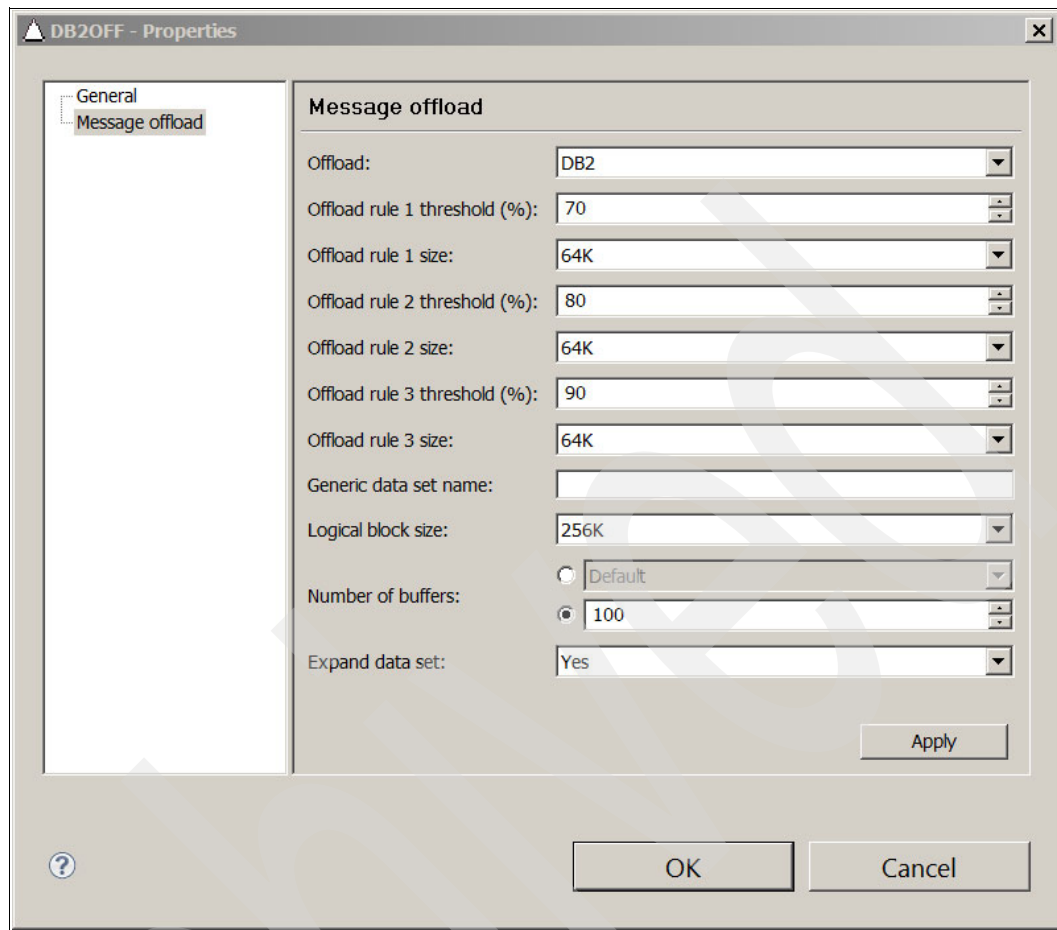 DB2OFF - Properties
General
Message offload
Message offload
Offload: DB2
Offload rule 1 threshold (%): 70
Offload rule 1 size: 64K
Offload rule 2 threshold (%): 80
Offload rule 2 size: 64K
Offload rule 3 threshold (%): 90
Offload rule 3 size: 64K
Generic data set name:
Logical block size: 256K
Default
Number of buffers:
100
Expand data set: Yes
Apply
?
OK Cancel